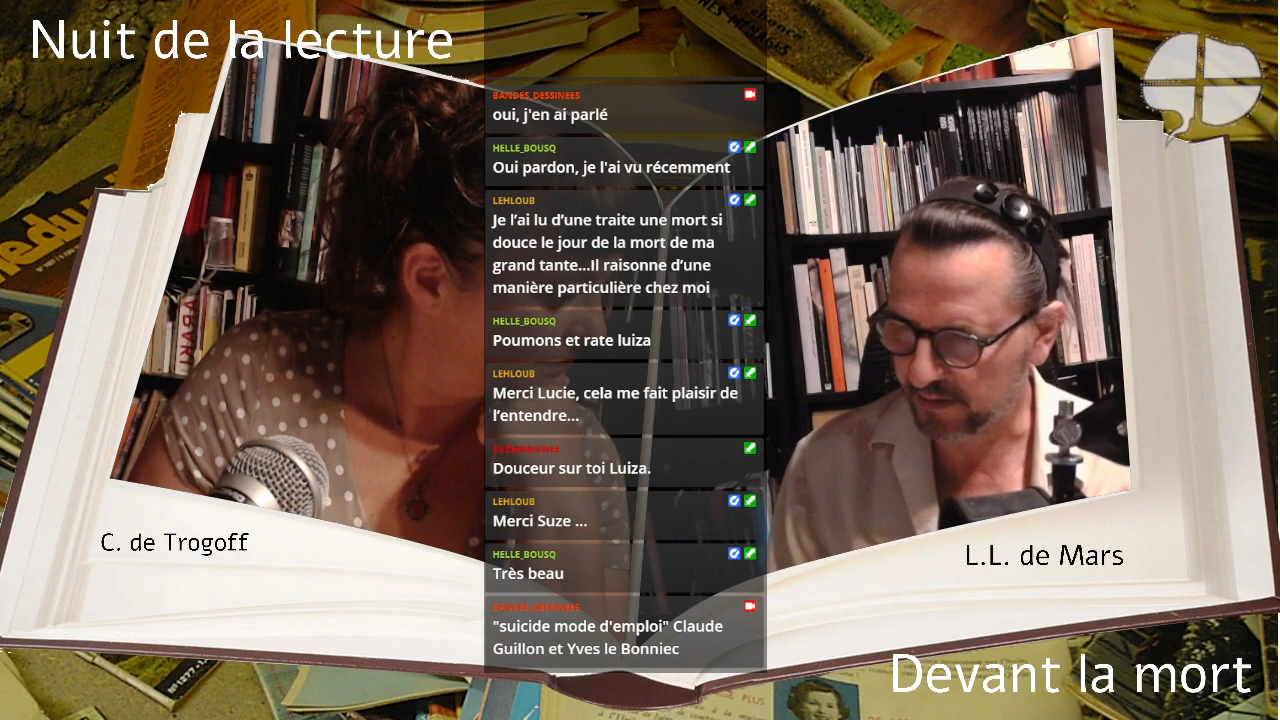 Nuit de la lecture
BANDES_DESSINEES
oui, j'en ai parlé
HELLE_BOUSQ
Oui pardon, je l'ai vu récemment
LEHLOUB
Je l’ai lu d’une traite une mort si
douce le jour de la mort de ma
grand tante...Il raisonne d’une
manière particulière chez moi
HELLE_BOUSQ
Poumons et rate luiza
LEHLOUB
Merci Lucie, cela me fait plaisir de
l’entendre...
Douceur sur toi Luiza.
LEHLOUB
Merci Suze ...
HELLE_BOUSQ
Très beau
BANDES_DESSINEES
"suicide mode d'emploi" Claude
Guillon et Yves le Bonniec
C. de Trogoff
L.L. de Mars
Devant la mort